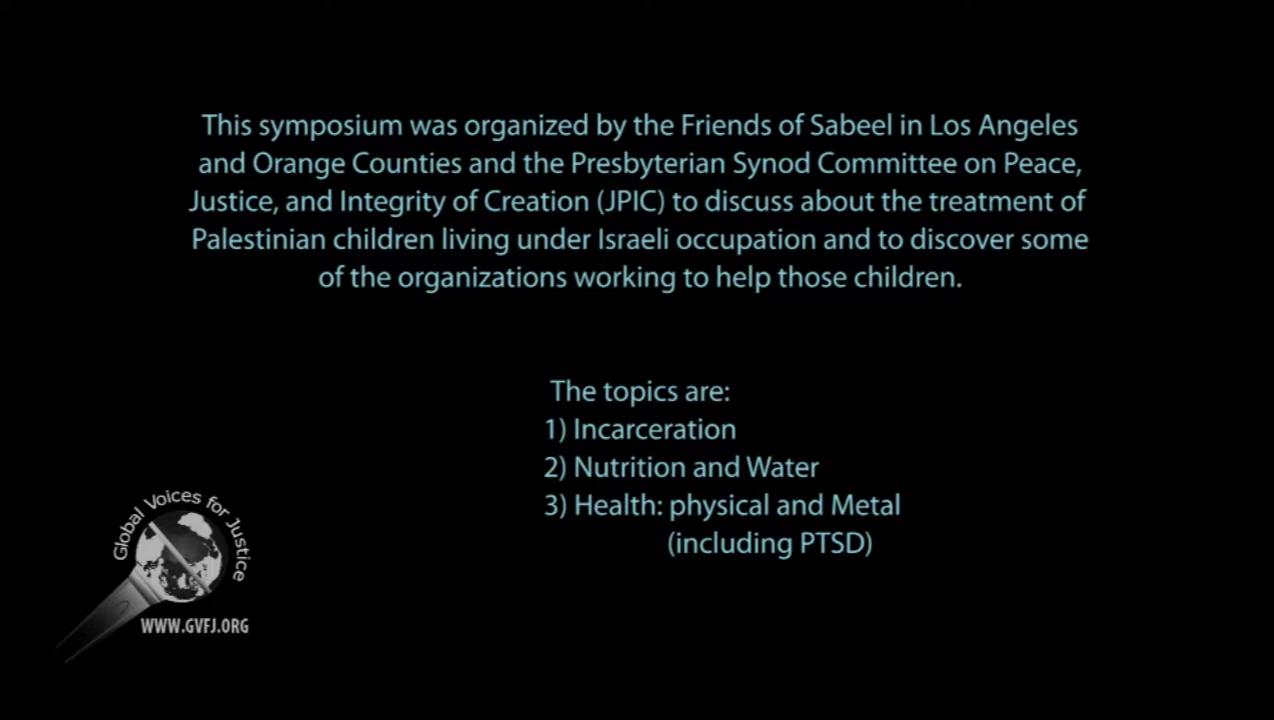 This symposium was organized by the Friends of Sabeel in Los Angeles
and Orange Counties and the Presbyterian Synod Committee on Peace,
Justice, and Integrity of Creation (JPIC) to discuss about the treatment of
Palestinian children living under Israeli occupation and to discover some
of the organizations working to help those children.
The topics are:
1) Incarceration
2) Nutrition and Water
3) Health: physical and Metal
(including PTSD)
Global Voices for Justice
WWW.GVFJ.ORG